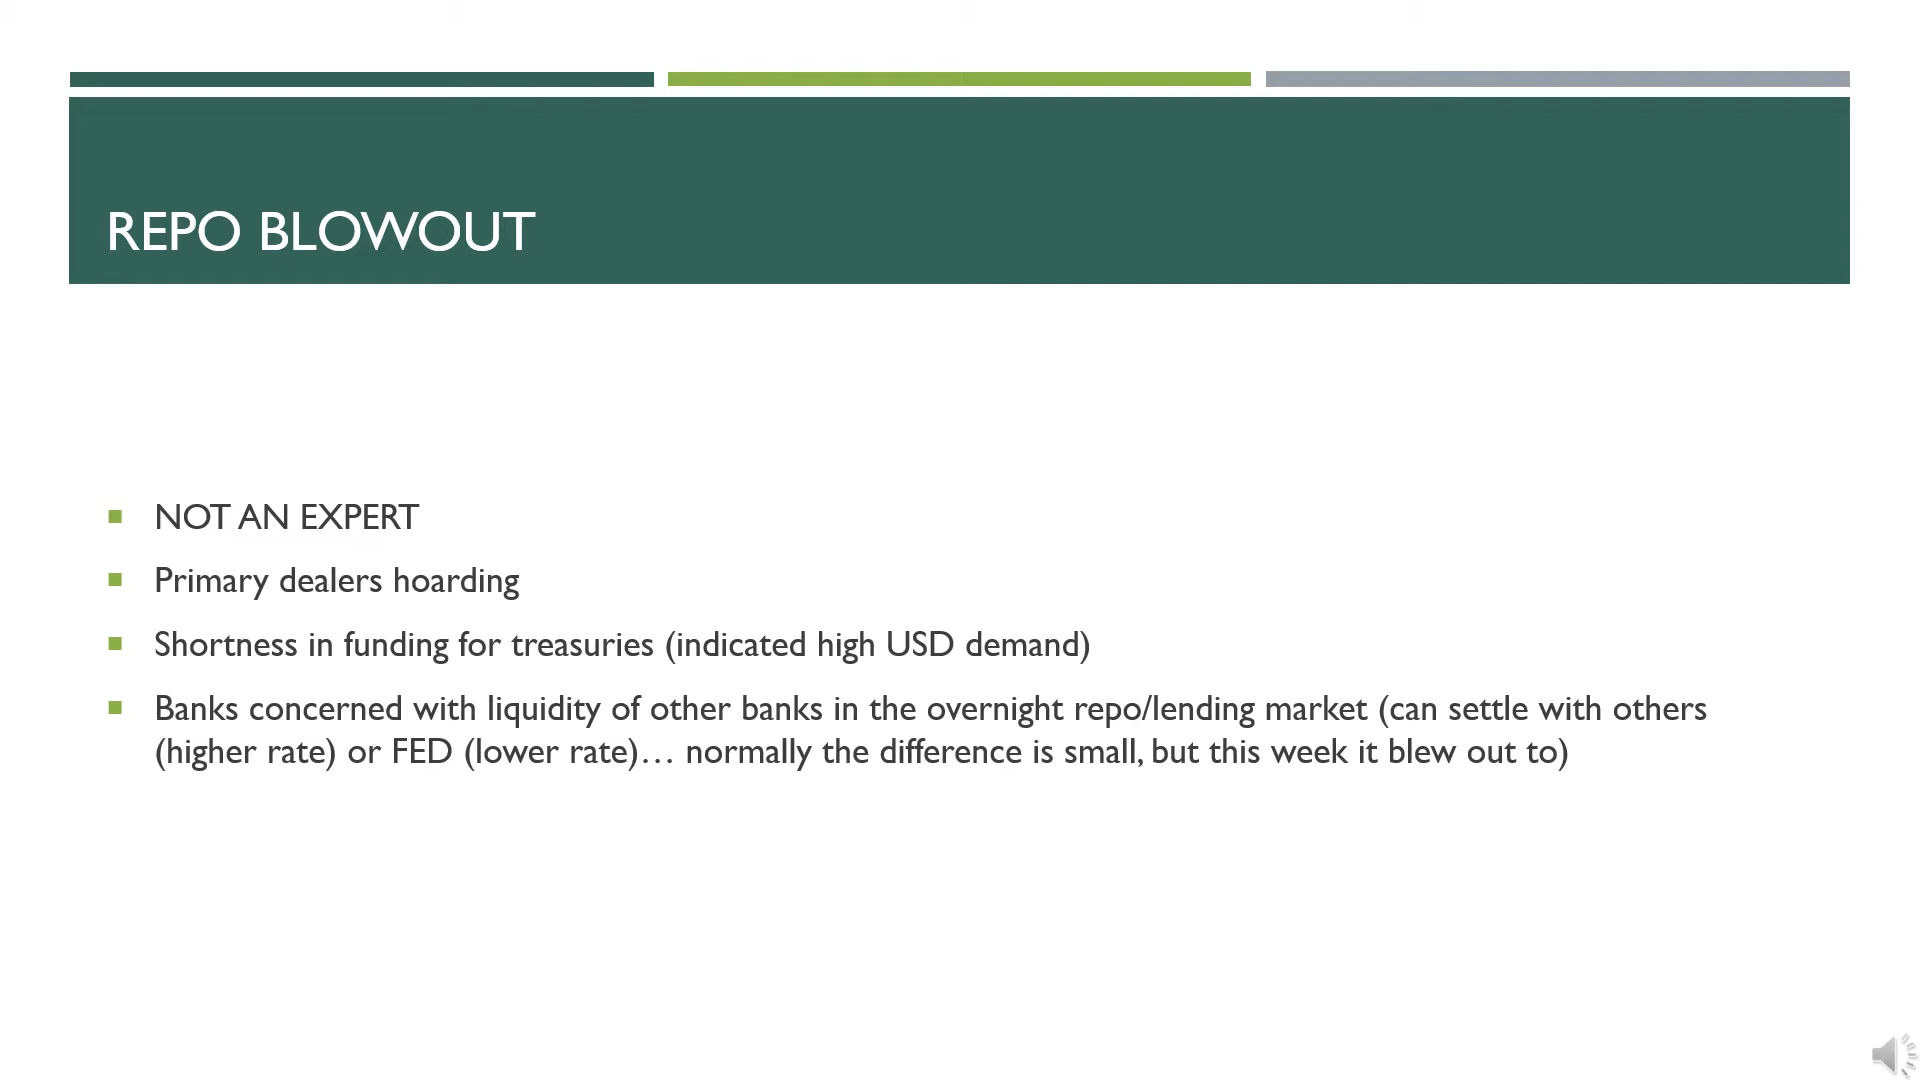 REPO BLOWOUT
NOT AN EXPERT
Primary dealers hoarding
Shortness in funding for treasuries (indicated high USD demand)
Banks concerned with liquidity of other banks in the overnight repo/lending market (can settle with others
(higher rate) or FED (lower rate)… normally the difference is small, but this week it blew out to)